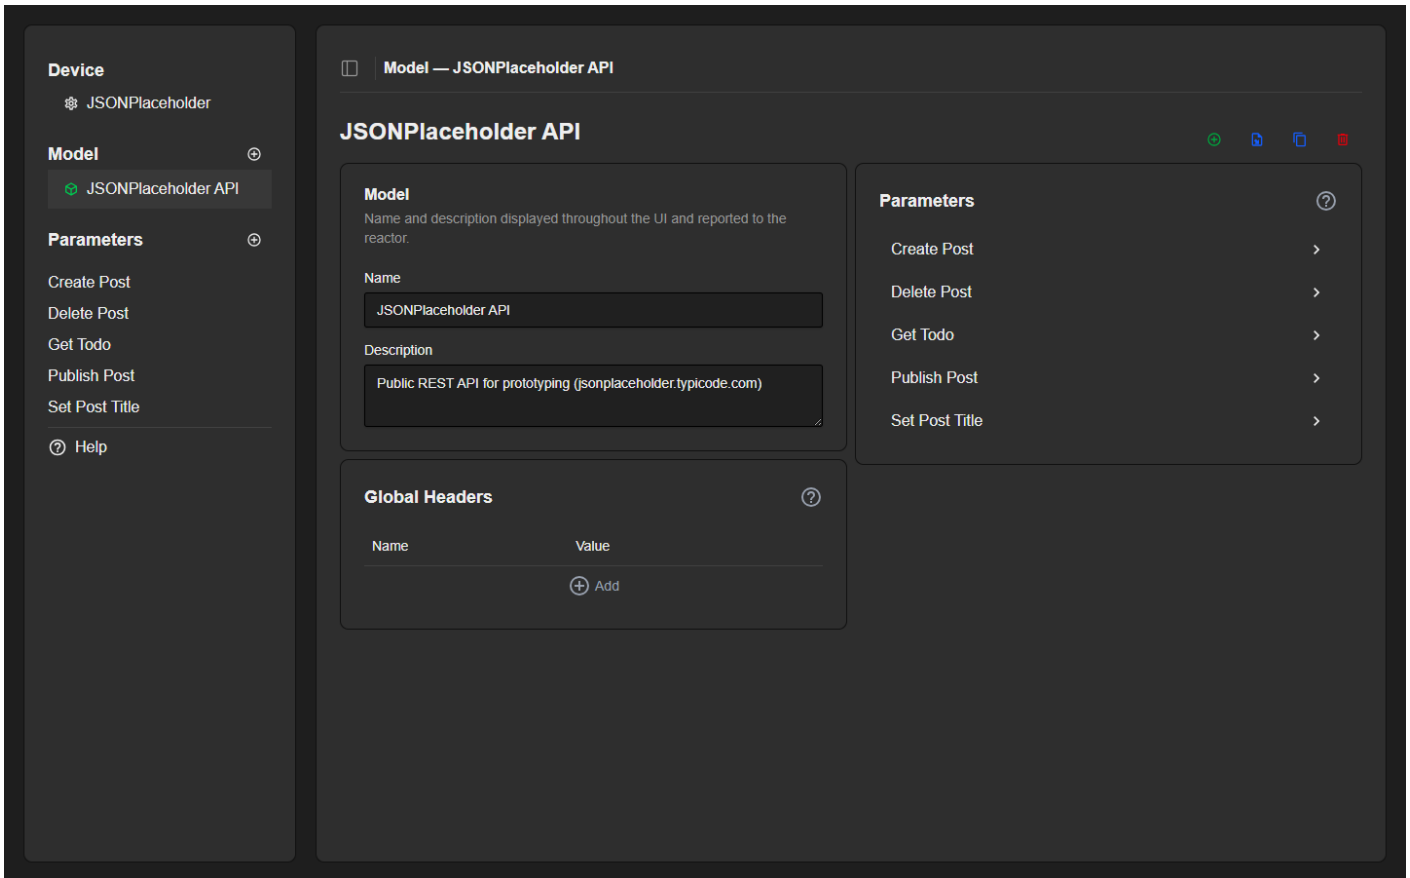 Device
JSONPlaceholder
Model
JSONPlaceholder API
Parameters
Create Post
Delete Post
Get Todo
Publish Post
Set Post Title
Help
Model — JSONPlaceholder API
JSONPlaceholder API
Model
Name and description displayed throughout the UI and reported to the
reactor.
Name
JSONPlaceholder API
Description
Public REST API for prototyping (jsonplaceholder.typicode.com)
Global Headers
Name Value
Add
Parameters
Create Post
Delete Post
Get Todo
Publish Post
Set Post Title